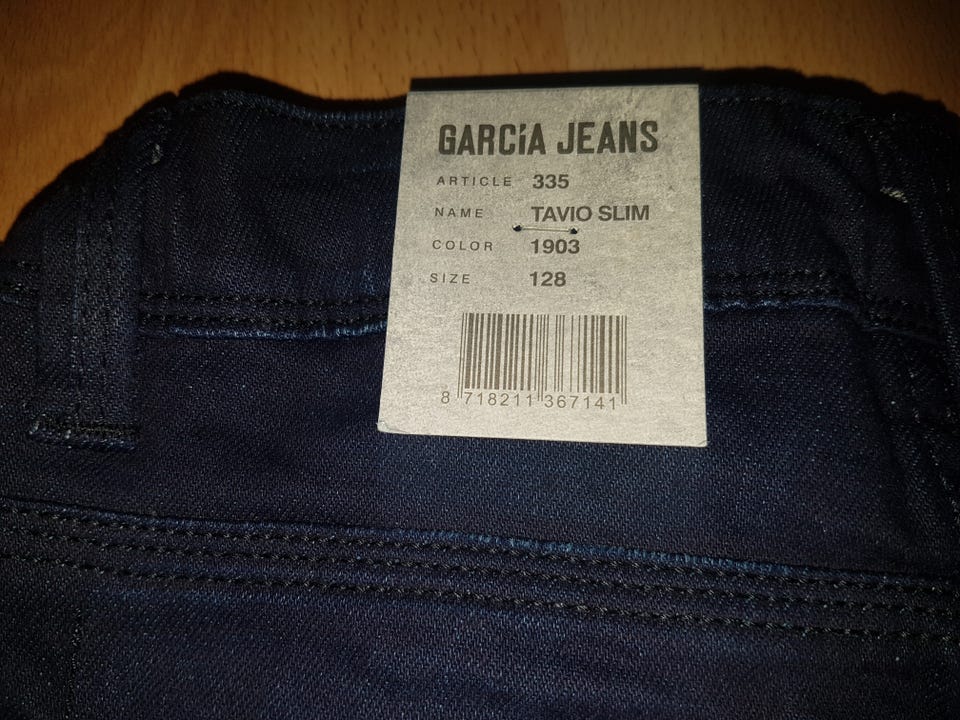 GARCiA JEANS
ARTICLE 335
NAME TAVIO SLIM
COLOR 1903
SIZE 128
8 718211 367141